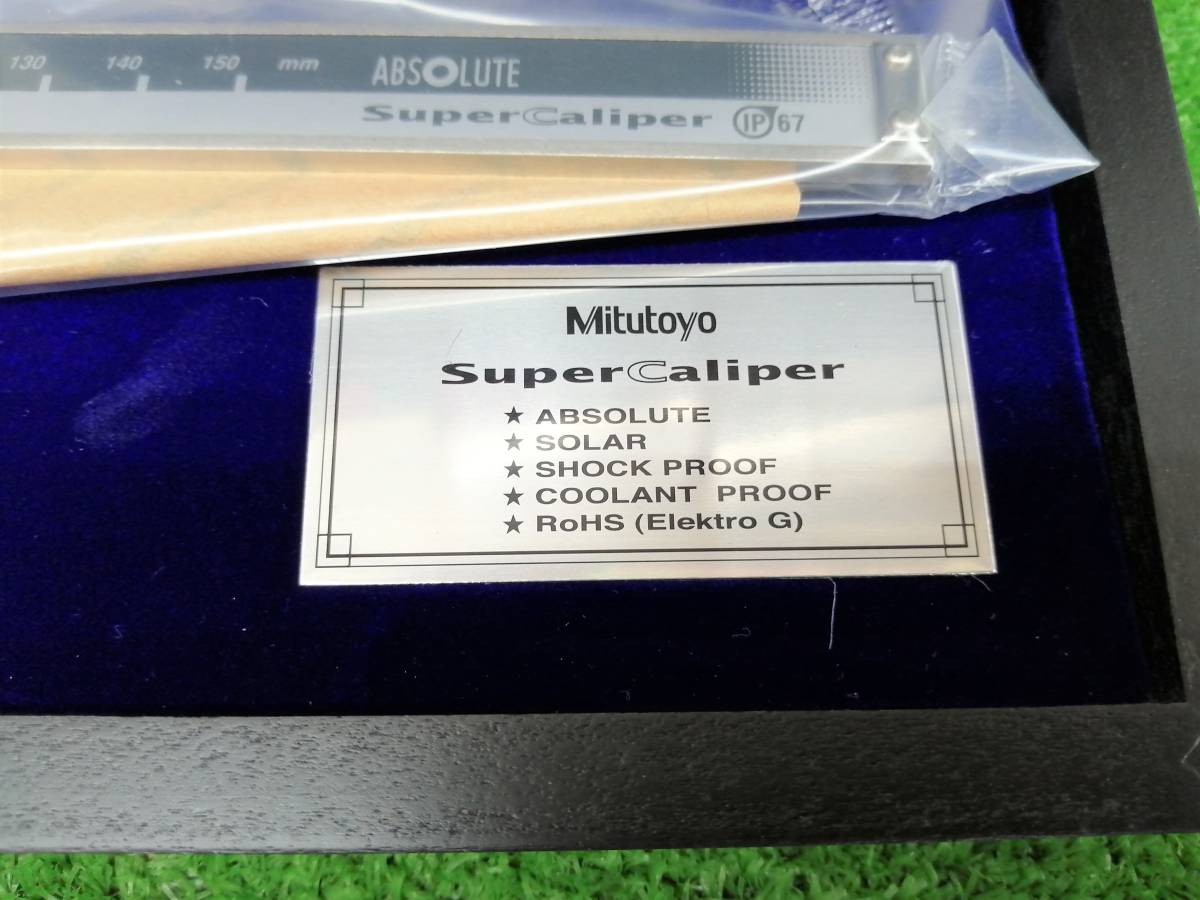 130 140 150 mm ABSOLUTE
SuperCaliper IP67
Mitutoyo
SuperCaliper
★ ABSOLUTE
★ SOLAR
★ SHOCK PROOF
★ COOLANT PROOF
★ RoHS (Elektro G)